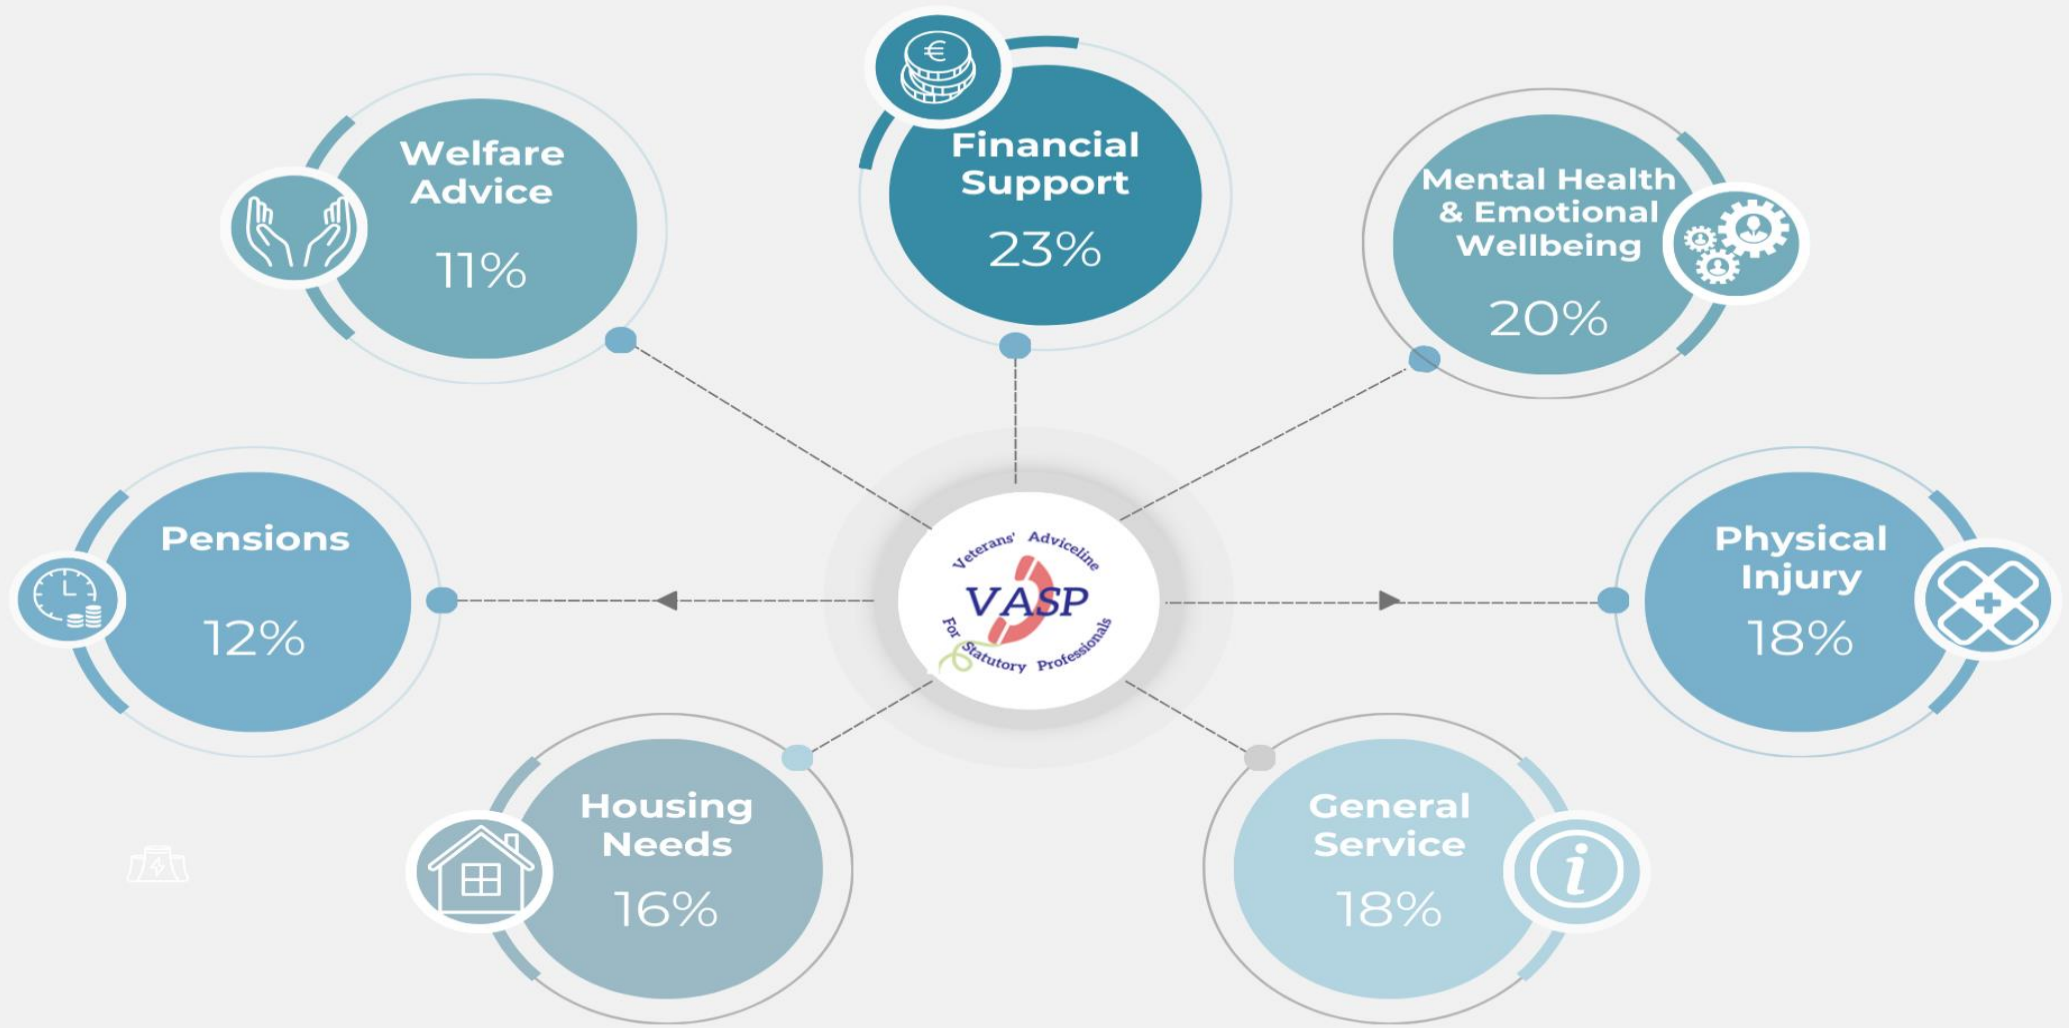 Financial
Support
23%
Welfare
Advice
11%
Mental Health
& Emotional
Wellbeing
20%
Pensions
12%
Veterans' Adviceline
VASP
For Statutory Professionals
Physical
Injury
18%
Housing
Needs
16%
General
Service
18%
i
€